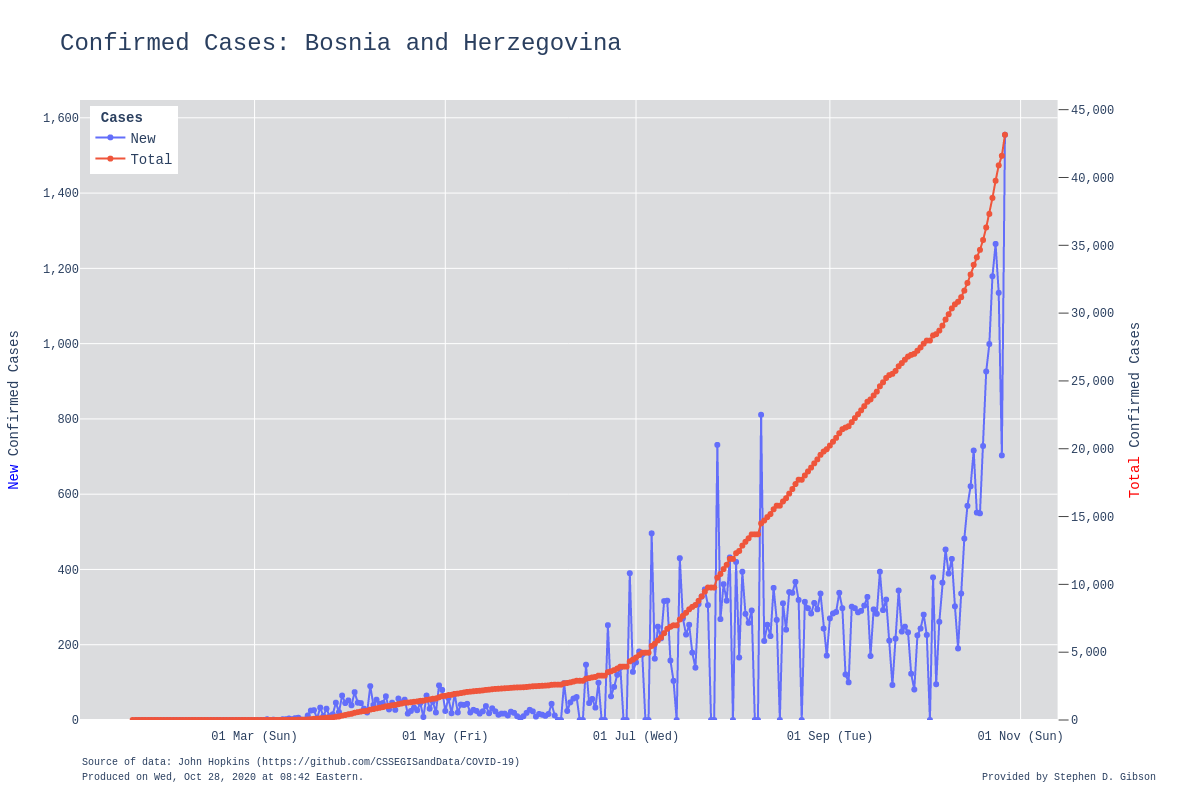 Confirmed Cases: Bosnia and Herzegovina
Cases
New
Total
1,600
1,400
1,200
1,000
800
600
400
200
0
New Confirmed Cases
45,000
40,000
35,000
30,000
25,000
20,000
15,000
10,000
5,000
0
Total Confirmed Cases
01 Mar (Sun)
01 May (Fri)
01 Jul (Wed)
01 Sep (Tue)
01 Nov (Sun)
Source of data: John Hopkins (https://github.com/CSSEGISandData/COVID-19)
Produced on Wed, Oct 28, 2020 at 08:42 Eastern.
Provided by Stephen D. Gibson